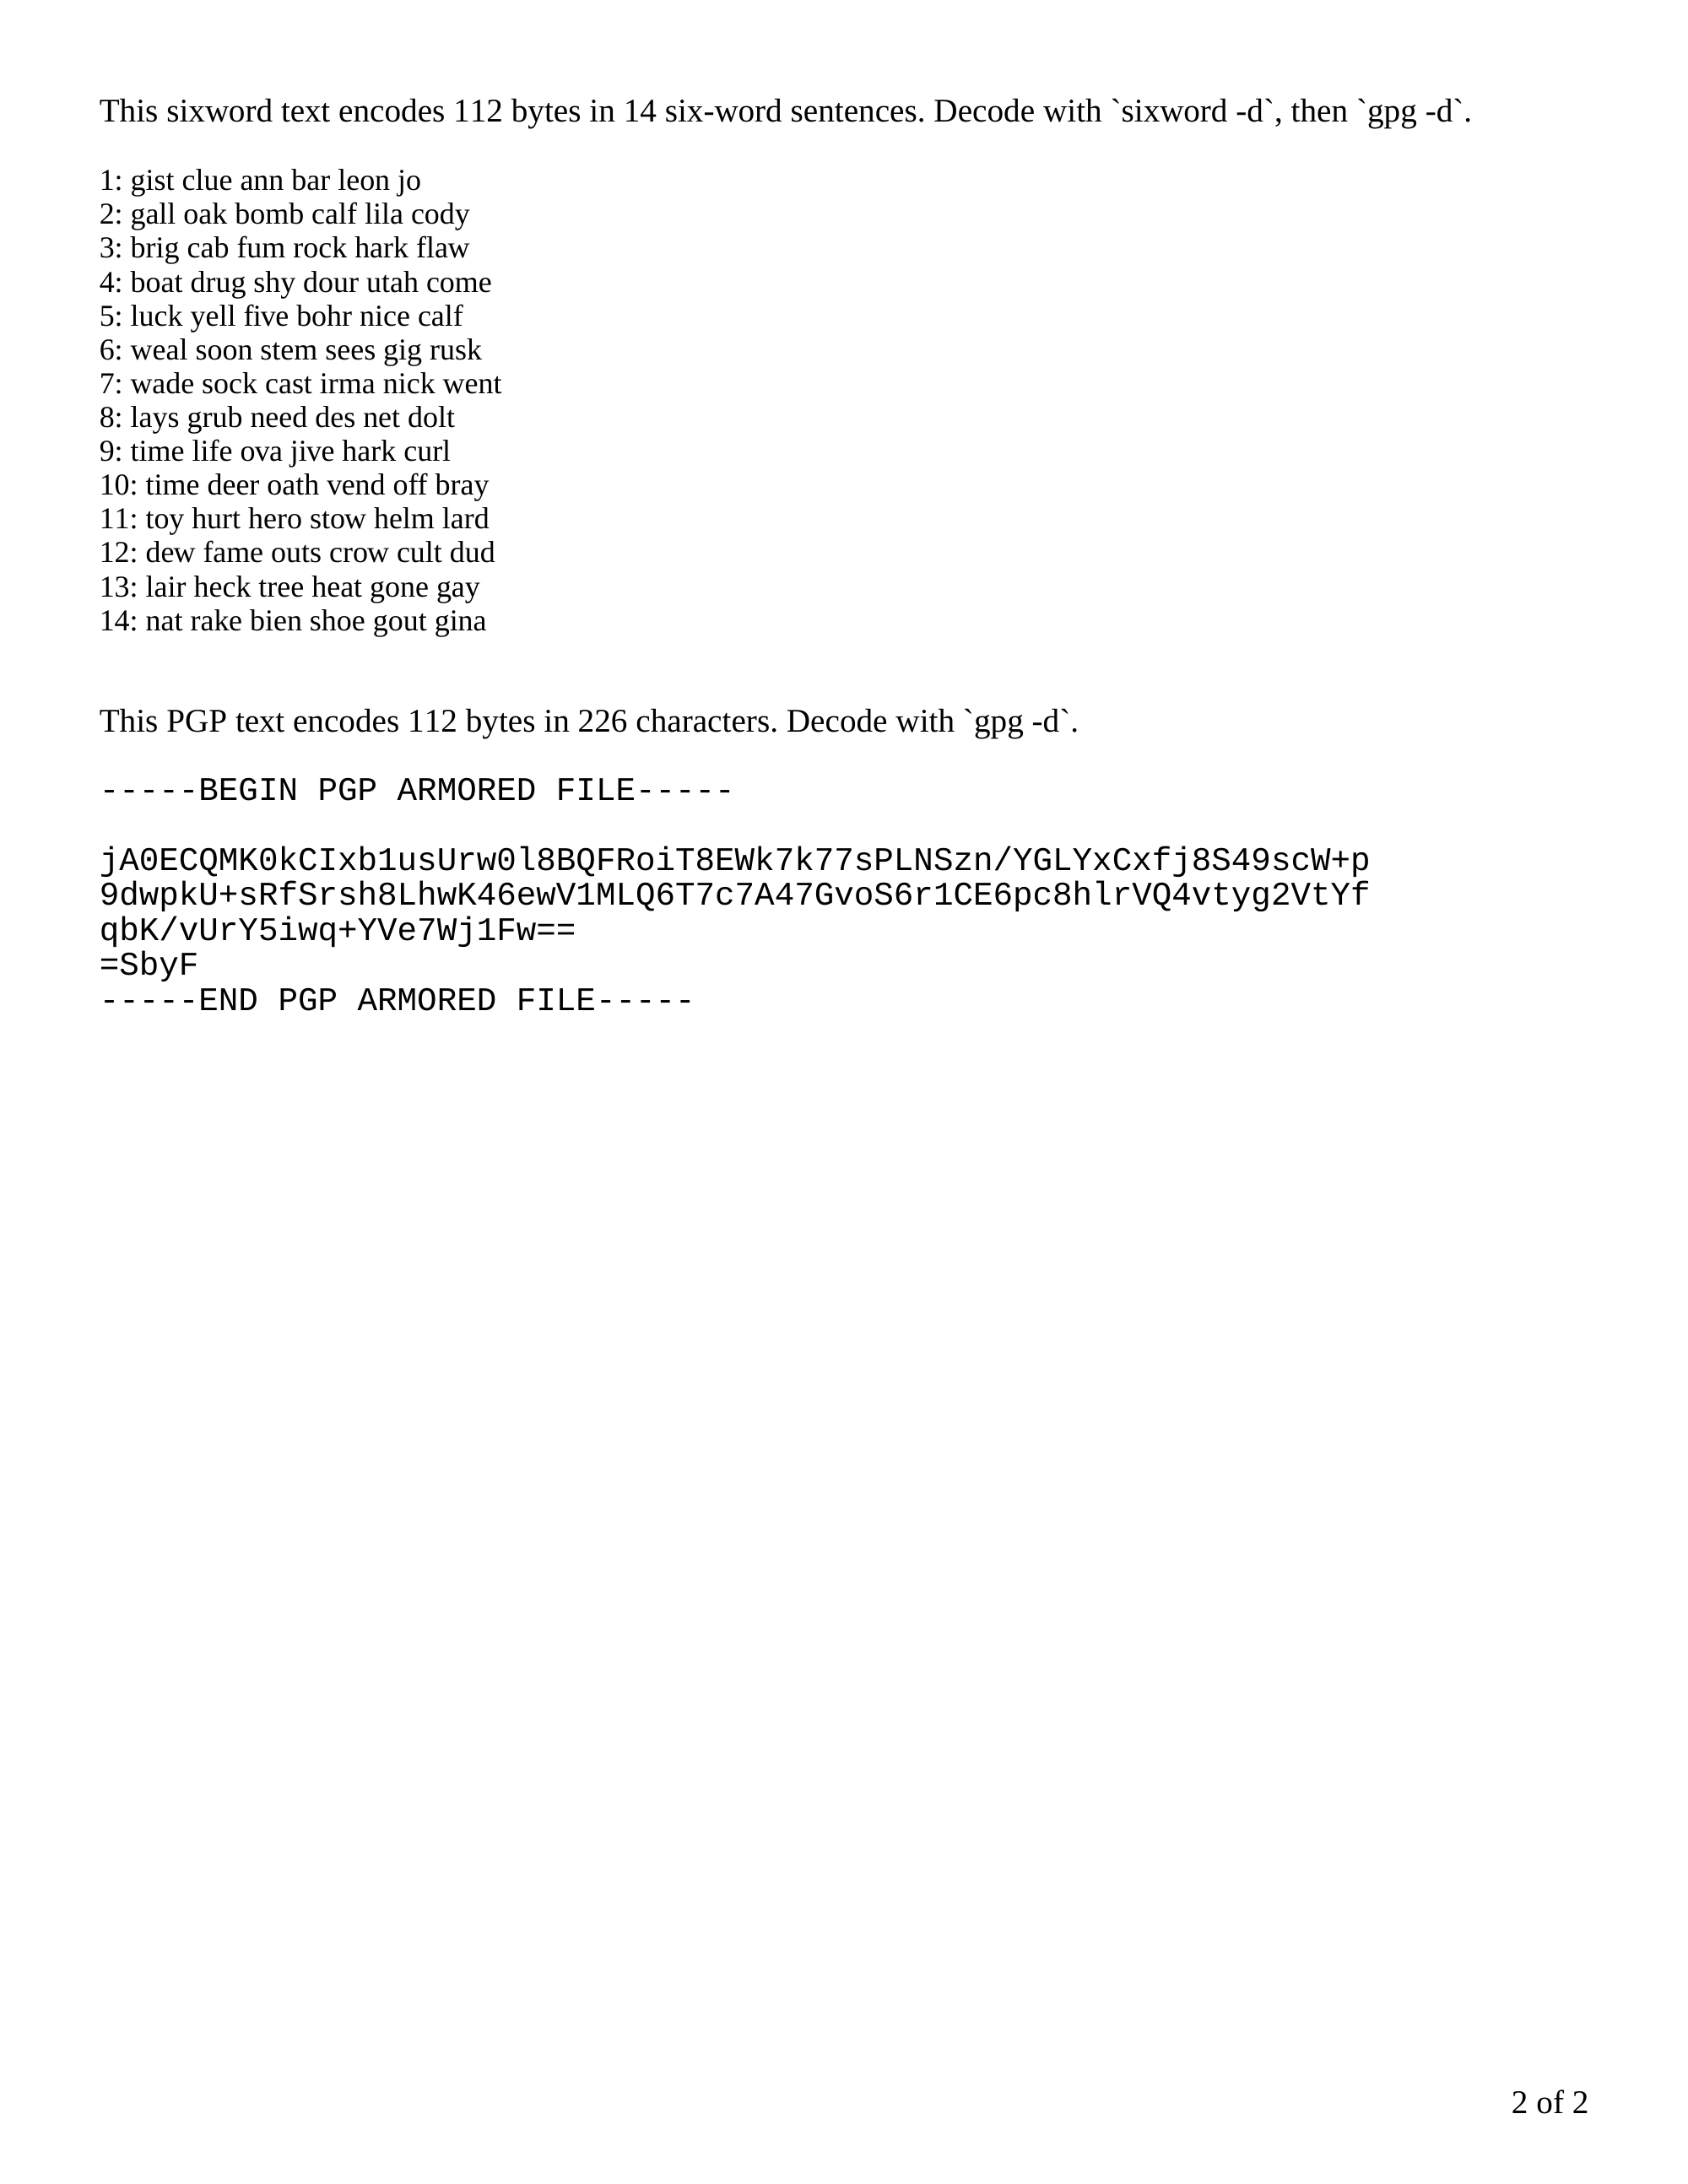 This sixword text encodes 112 bytes in 14 six-word sentences. Decode with `sixword -d`, then `gpg -d`.
1: gist clue ann bar leon jo
2: gall oak bomb calf lila cody
3: brig cab fum rock hark flaw
4: boat drug shy dour utah come
5: luck yell five bohr nice calf
6: weal soon stem sees gig rusk
7: wade sock cast irma nick went
8: lays grub need des net dolt
9: time life ova jive hark curl
10: time deer oath vend off bray
11: toy hurt hero stow helm lard
12: dew fame outs crow cult dud
13: lair heck tree heat gone gay
14: nat rake bien shoe gout gina
This PGP text encodes 112 bytes in 226 characters. Decode with `gpg -d`.
-----BEGIN PGP ARMORED FILE-----
jA0ECQMK0kCIxb1usUrw0l8BQFRoiT8EWk7k77sPLNSzn/YGLYxCxfj8S49scW+p
9dwpkU+sRfSrsh8LhwK46ewV1MLQ6T7c7A47GvoS6r1CE6pc8hlrVQ4vtyg2VtYf
qbK/vUrY5iwq+YVe7Wj1Fw==
=SbyF
-----END PGP ARMORED FILE-----
2 of 2